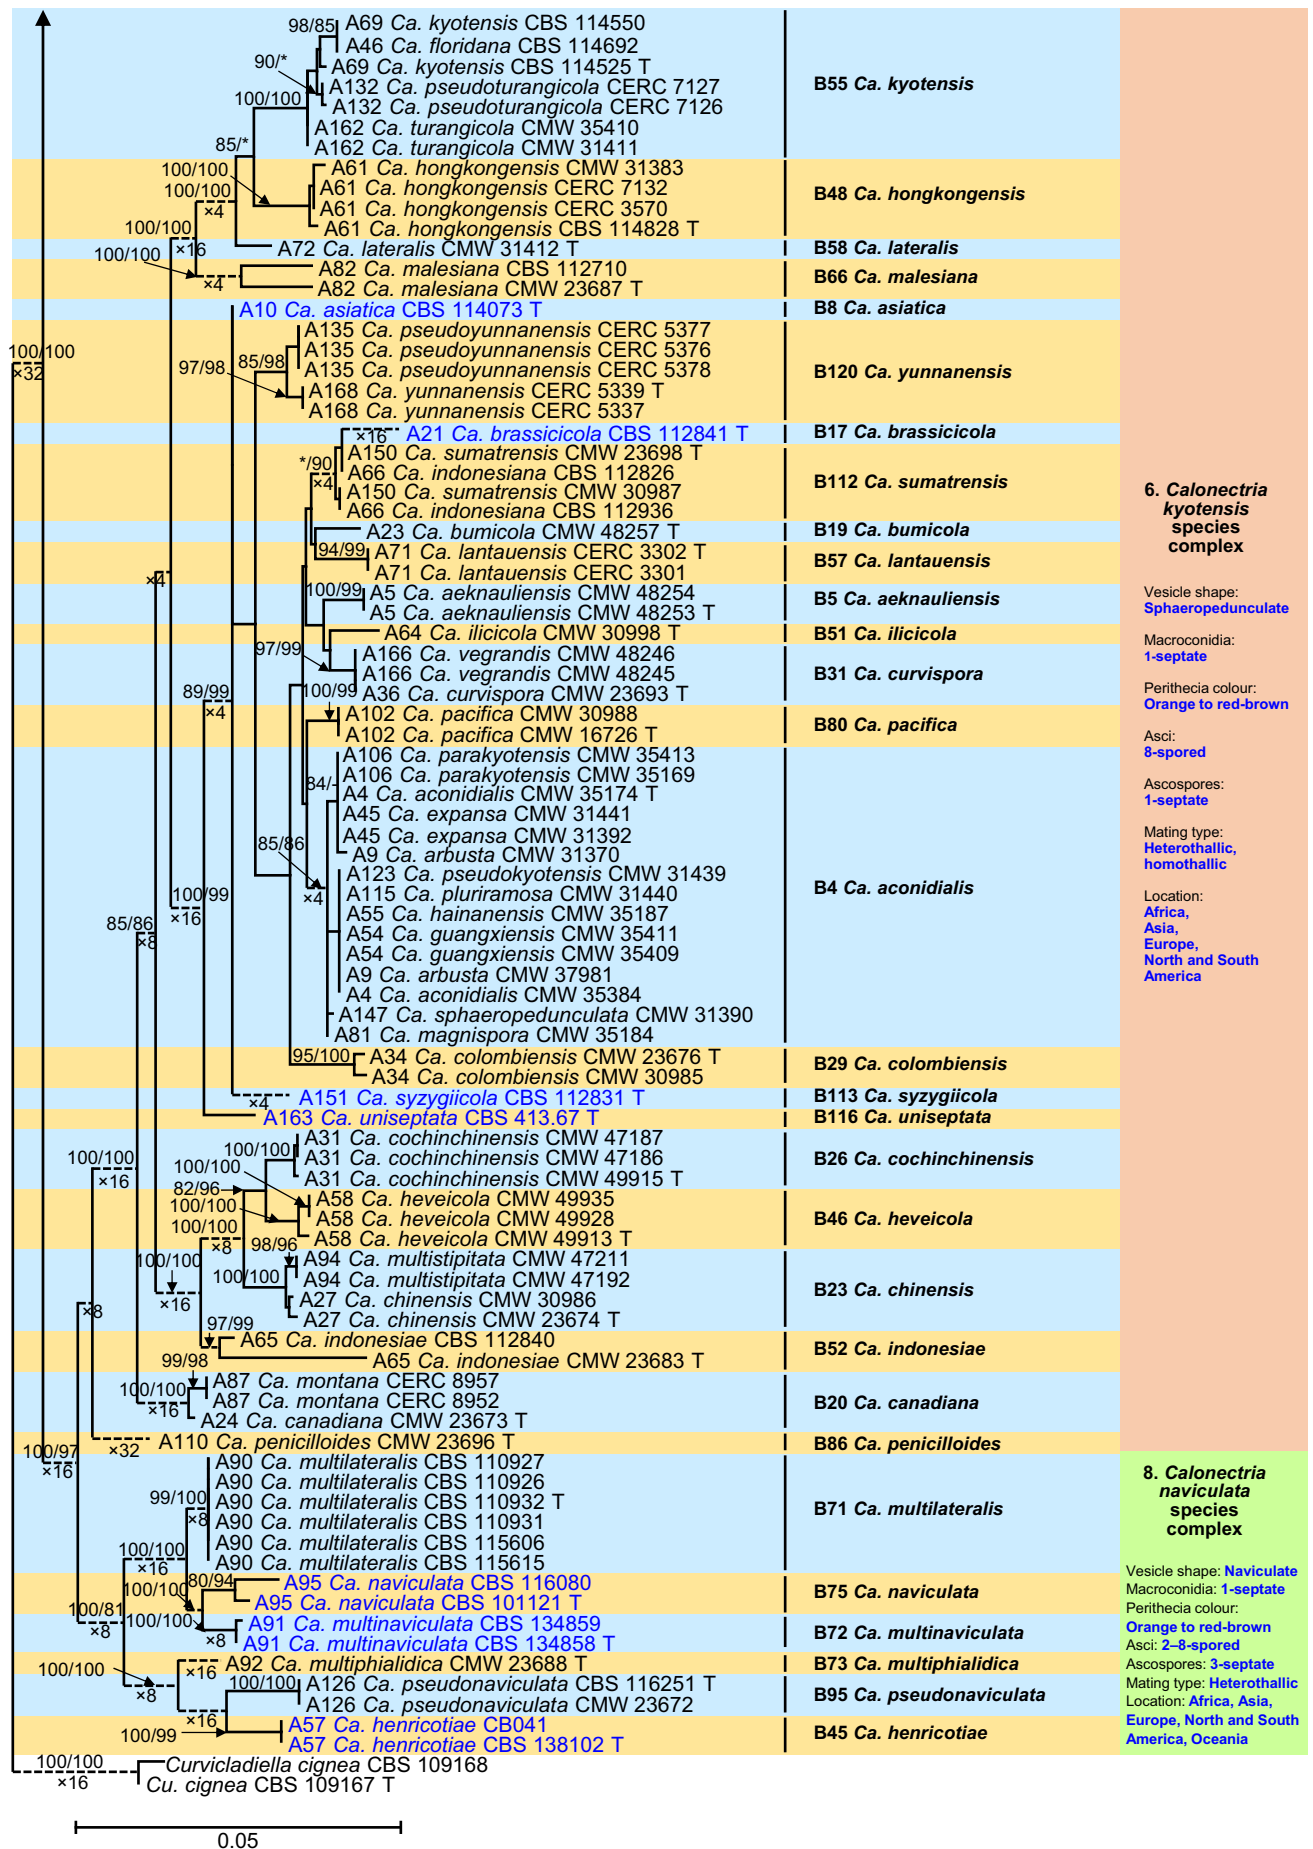 98/85
A69 Ca. kyotensis CBS 114550
A46 Ca. floridana CBS 114692
90/*
A69 Ca. kyotensis CBS 114525 T
A132 Ca. pseudoturangicola CERC 7127
B55 Ca. kyotensis
100/100
A132 Ca. pseudoturangicola CERC 7126
A162 Ca. turangicola CMW 35410
85/*
A162 Ca. turangicola CMW 31411
100/100
A61 Ca. hongkongensis CMW 31383
100/100
A61 Ca. hongkongensis CERC 7132
B48 Ca. hongkongensis
×4
A61 Ca. hongkongensis CERC 3570
100/100
A61 Ca. hongkongensis CBS 114828 T
×16
A72 Ca. lateralis CMW 31412 T
B58 Ca. lateralis
100/100
A82 Ca. malesiana CBS 112710
B66 Ca. malesiana
×4
A82 Ca. malesiana CMW 23687 T
A10 Ca. asiatica CBS 114073 T
B8 Ca. asiatica
A135 Ca. pseudoyunnanensis CERC 5377
100/100
A135 Ca. pseudoyunnanensis CERC 5376
×32
97/98
85/98
A135 Ca. pseudoyunnanensis CERC 5378
B120 Ca. yunnanensis
A168 Ca. yunnanensis CERC 5339 T
A168 Ca. yunnanensis CERC 5337
×16
A21 Ca. brassicicola CBS 112841 T
B17 Ca. brassicicola
A150 Ca. sumatrensis CMW 23698 T
*/90
A66 Ca. indonesiana CBS 112826
B112 Ca. sumatrensis
×4
A150 Ca. sumatrensis CMW 30987
A66 Ca. indonesiana CBS 112936
A23 Ca. bumicola CMW 48257 T
B19 Ca. bumicola
94/99
A71 Ca. lantauensis CERC 3302 T
B57 Ca. lantauensis
×4
A71 Ca. lantauensis CERC 3301
100/99
A5 Ca. aeknauliensis CMW 48254
B5 Ca. aeknauliensis
A5 Ca. aeknauliensis CMW 48253 T
A64 Ca. ilicicola CMW 30998 T
B51 Ca. ilicicola
97/99
A166 Ca. vegrandis CMW 48246
A166 Ca. vegrandis CMW 48245
B31 Ca. curvispora
89/99
100/99
A36 Ca. curvispora CMW 23693 T
×4
A102 Ca. pacifica CMW 30988
B80 Ca. pacifica
A102 Ca. pacifica CMW 16726 T
A106 Ca. parakyotensis CMW 35413
84/-
A106 Ca. parakyotensis CMW 35169
A4 Ca. aconidialis CMW 35174 T
A45 Ca. expansa CMW 31441
A45 Ca. expansa CMW 31392
85/86
A9 Ca. arbusta CMW 31370
A123 Ca. pseudokyotensis CMW 31439
B4 Ca. aconidialis
×4
A115 Ca. pluriramosa CMW 31440
100/99
A55 Ca. hainanensis CMW 35187
×16
85/86
A54 Ca. guangxiensis CMW 35411
×8
A54 Ca. guangxiensis CMW 35409
A9 Ca. arbusta CMW 37981
A4 Ca. aconidialis CMW 35384
A147 Ca. sphaeropedunculata CMW 31390
A81 Ca. magnispora CMW 35184
95/100
A34 Ca. colombiensis CMW 23676 T
B29 Ca. colombiensis
A34 Ca. colombiensis CMW 30985
×4
A151 Ca. syzygiicola CBS 112831 T
B113 Ca. syzygiicola
A163 Ca. uniseptata CBS 413.67 T
B116 Ca. uniseptata
A31 Ca. cochinchinensis CMW 47187
100/100
A31 Ca. cochinchinensis CMW 47186
B26 Ca. cochinchinensis
100/100
×16
100/100
A31 Ca. cochinchinensis CMW 49915 T
82/96
A58 Ca. heveicola CMW 49935
100/100
A58 Ca. heveicola CMW 49928
B46 Ca. heveicola
100/100
×8
A58 Ca. heveicola CMW 49913 T
98/96
A94 Ca. multistipitata CMW 47211
100/100
100/100
A94 Ca. multistipitata CMW 47192
B23 Ca. chinensis
×16
A27 Ca. chinensis CMW 30986
×8
A27 Ca. chinensis CMW 23674 T
97/99
A65 Ca. indonesiae CBS 112840
B52 Ca. indonesiae
A65 Ca. indonesiae CMW 23683 T
99/98
A87 Ca. montana CERC 8957
100/100
A87 Ca. montana CERC 8952
B20 Ca. canadiana
×16
A24 Ca. canadiana CMW 23673 T
×32
A110 Ca. penicilloides CMW 23696 T
B86 Ca. penicilloides
100/97
×16
A90 Ca. multilateralis CBS 110927
A90 Ca. multilateralis CBS 110926
99/100
A90 Ca. multilateralis CBS 110932 T
B71 Ca. multilateralis
×8
A90 Ca. multilateralis CBS 110931
100/100
A90 Ca. multilateralis CBS 115606
×16
A90 Ca. multilateralis CBS 115615
100/100
80/94
A95 Ca. naviculata CBS 116080
B75 Ca. naviculata
A95 Ca. naviculata CBS 101121 T
100/81
×8
100/100
A91 Ca. multinaviculata CBS 134859
B72 Ca. multinaviculata
×8
A91 Ca. multinaviculata CBS 134858 T
100/100
×16
A92 Ca. multiphialidica CMW 23688 T
B73 Ca. multiphialidica
×8
100/100
A126 Ca. pseudonaviculata CBS 116251 T
B95 Ca. pseudonaviculata
A126 Ca. pseudonaviculata CMW 23672
×16
100/99
A57 Ca. henricotiae CB041
B45 Ca. henricotiae
A57 Ca. henricotiae CBS 138102 T
100/100
×16
Curvicladiella cignea CBS 109168
Cu. cignea CBS 109167 T
0.05
6. Calonectria
kyotensis
species
complex
Vesicle shape:
Sphaeropedunculate
Macroconidia:
1-septate
Perithecia colour:
Orange to red-brown
Asci:
8-spored
Ascospores:
1-septate
Mating type:
Heterothallic,
homothallic
Location:
Africa,
Asia,
Europe,
North and South
America
8. Calonectria
naviculata
species
complex
Vesicle shape: Naviculate
Macroconidia: 1-septate
Perithecia colour:
Orange to red-brown
Asci: 2–8-spored
Ascospores: 3-septate
Mating type: Heterothallic
Location: Africa, Asia,
Europe, North and South
America, Oceania